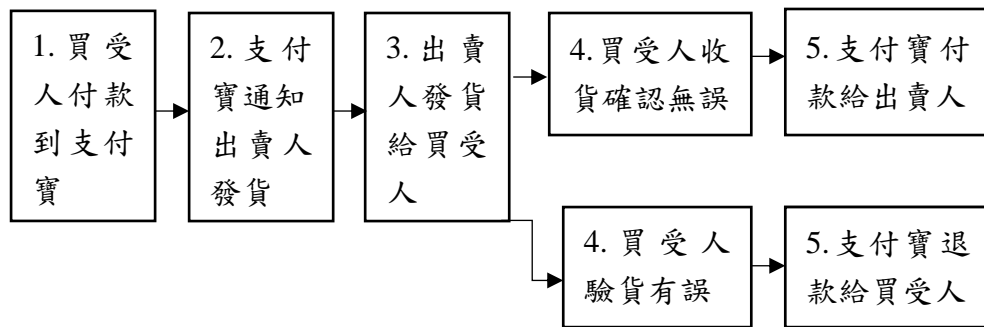 1. 買受
人付款
到支付
寶
2. 支付
寶通知
出賣人
發貨
3. 出賣
人發貨
給買受
人
4. 買受人收
貨確認無誤
5. 支付寶付
款給出賣人
4. 買受人
驗貨有誤
5. 支付寶退
款給買受人